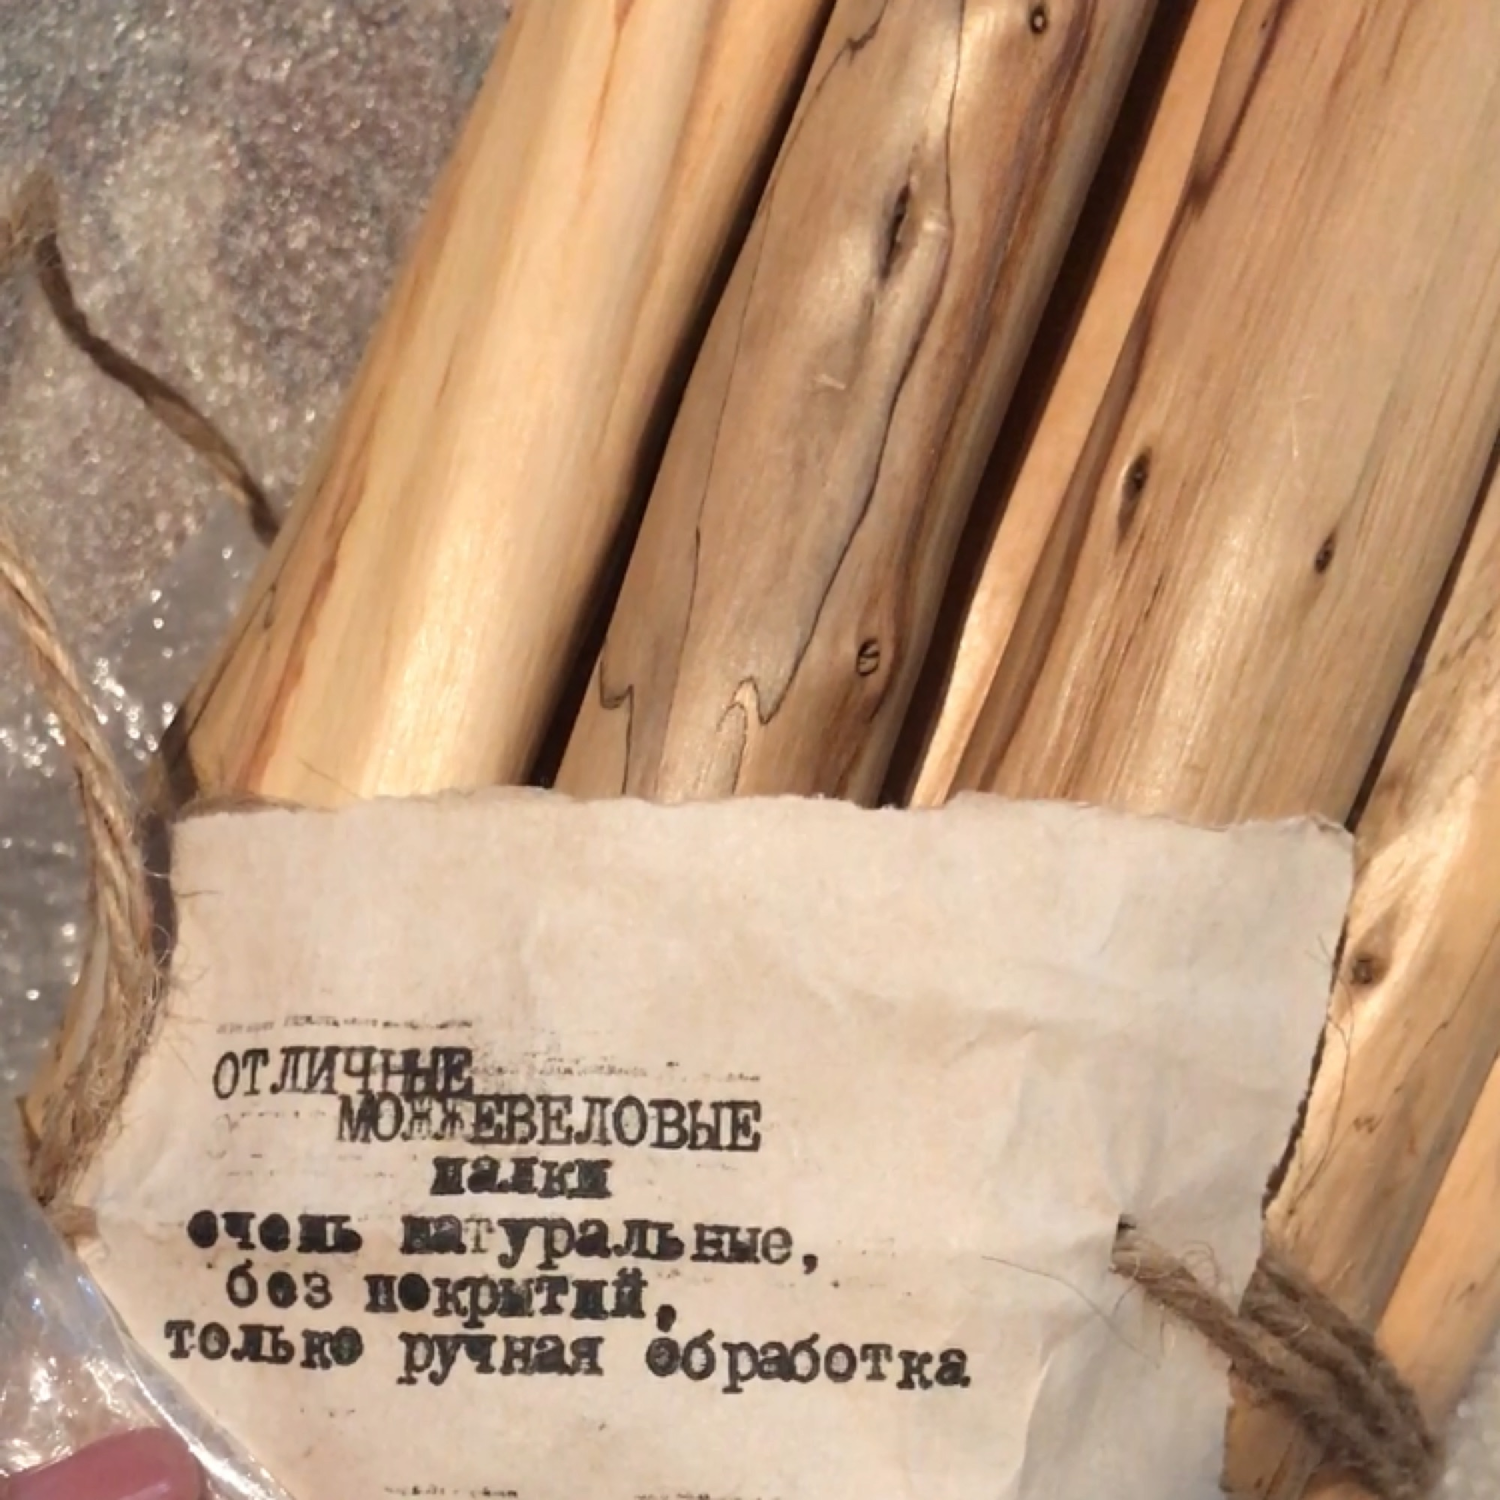 ОТЛИЧНЫЕ
МОЖЖЕВЕЛОВЫЕ
палки
очень натуральные,
без покрытий,
только ручная обработка